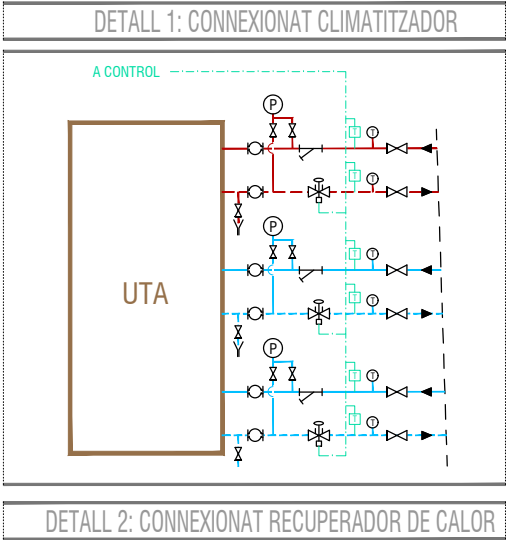 DETALL 1: CONNEXIONAT CLIMATITZADOR
A CONTROL
P
T
T
T
T
UTA
P
T
T
T
T
P
T
T
T
T
DETALL 2: CONNEXIONAT RECUPERADOR DE CALOR